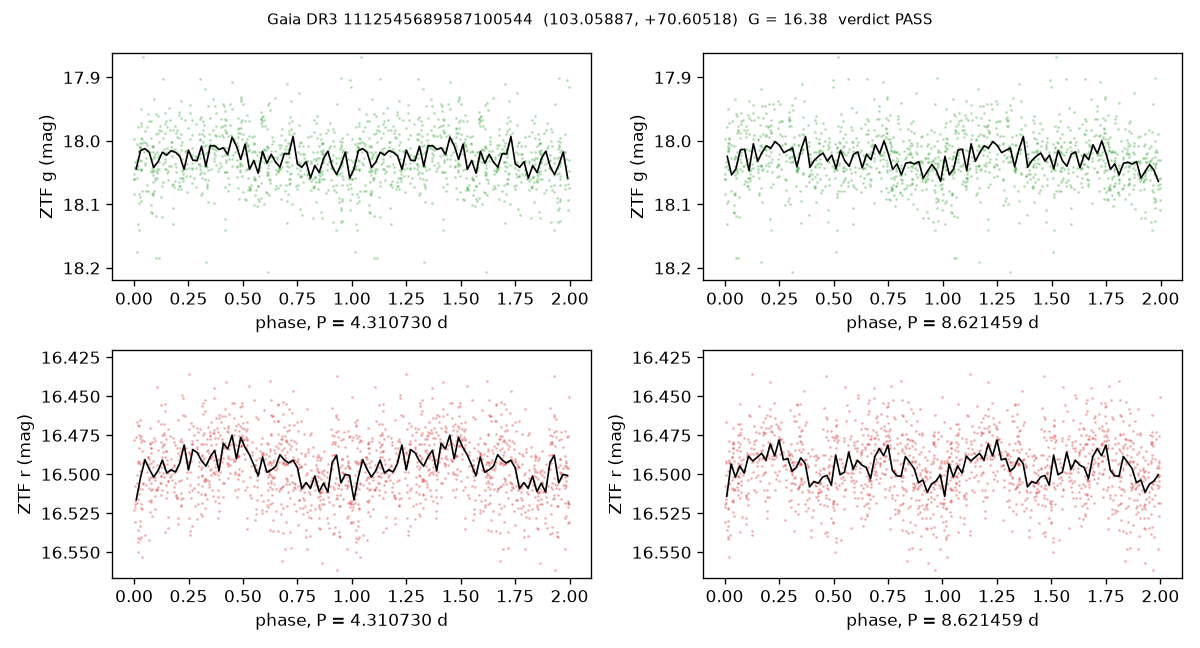 Gaia DR3 1112545689587100544 (103.05887, +70.60518) G = 16.38 verdict PASS
ZTF g (mag)
17.9
18.0
18.1
18.2
0.00 0.25 0.50 0.75 1.00 1.25 1.50 1.75 2.00
phase, P = 4.310730 d
ZTF g (mag)
17.9
18.0
18.1
18.2
0.00 0.25 0.50 0.75 1.00 1.25 1.50 1.75 2.00
phase, P = 8.621459 d
ZTF r (mag)
16.425
16.450
16.475
16.500
16.525
16.550
0.00 0.25 0.50 0.75 1.00 1.25 1.50 1.75 2.00
phase, P = 4.310730 d
ZTF r (mag)
16.425
16.450
16.475
16.500
16.525
16.550
0.00 0.25 0.50 0.75 1.00 1.25 1.50 1.75 2.00
phase, P = 8.621459 d